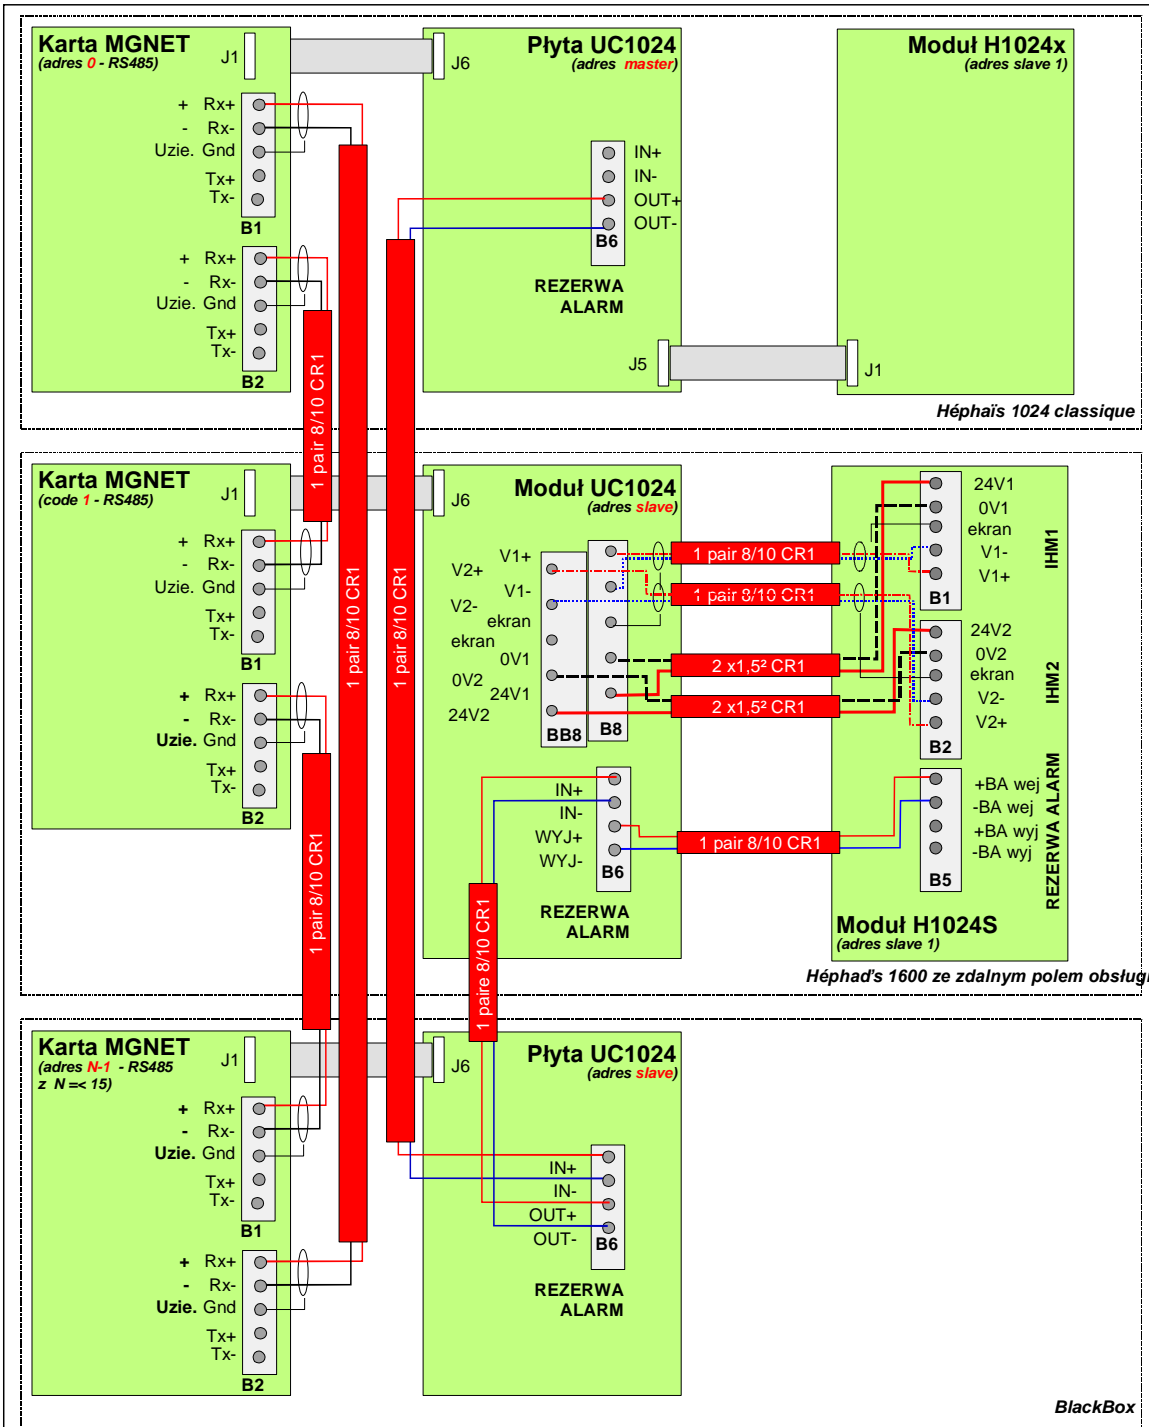 Karta MGNET
(adres 0 - RS485)
J1
J6
+ Rx+
- Rx-
Uzie. Gnd
Tx+
Tx-
B1
+ Rx+
- Rx-
Uzie. Gnd
Tx+
Tx-
B2
Płyta UC1024
(adres master)
IN+
IN-
OUT+
OUT-
B6
REZERWA
ALARM
J5
J1
Moduł H1024x
(adres slave 1)
Héphaïs 1024 classique
1 pair 8/10 CR1
1 pair 8/10 CR1
1 pair 8/10 CR1
Karta MGNET
(code 1 - RS485)
J1
J6
+ Rx+
- Rx-
Uzie. Gnd
Tx+
Tx-
B1
+ Rx+
- Rx-
Uzie. Gnd
Tx+
Tx-
B2
1 pair 8/10 CR1
Moduł UC1024
(adres slave)
V1+
V2+
V1-
V2-
ekran
ekran
0V1
0V2
24V1
24V2
BB8
B8
1 pair 8/10 CR1
1 pair 8/10 CR1
2 x1,5² CR1
2 x1,5² CR1
IN+
IN-
WYJ+
WYJ-
B6
REZERWA
ALARM
1 pair 8/10 CR1
1 paire 8/10 CR1
24V1
0V1
ekran
V1-
V1+
B1
IHM1
24V2
0V2
ekran
V2-
V2+
B2
IHM2
+BA wej
-BA wej
+BA wyj
-BA wyj
B5
REZERWA ALARM
Moduł H1024S
(adres slave 1)
Héphad's 1600 ze zdalnym polem obsługi
Karta MGNET
(adres N-1 - RS485
z N =< 15)
J1
J6
+ Rx+
- Rx-
Uzie. Gnd
Tx+
Tx-
B1
+ Rx+
- Rx-
Uzie. Gnd
Tx+
Tx-
B2
Płyta UC1024
(adres slave)
IN+
IN-
OUT+
OUT-
B6
REZERWA
ALARM
BlackBox